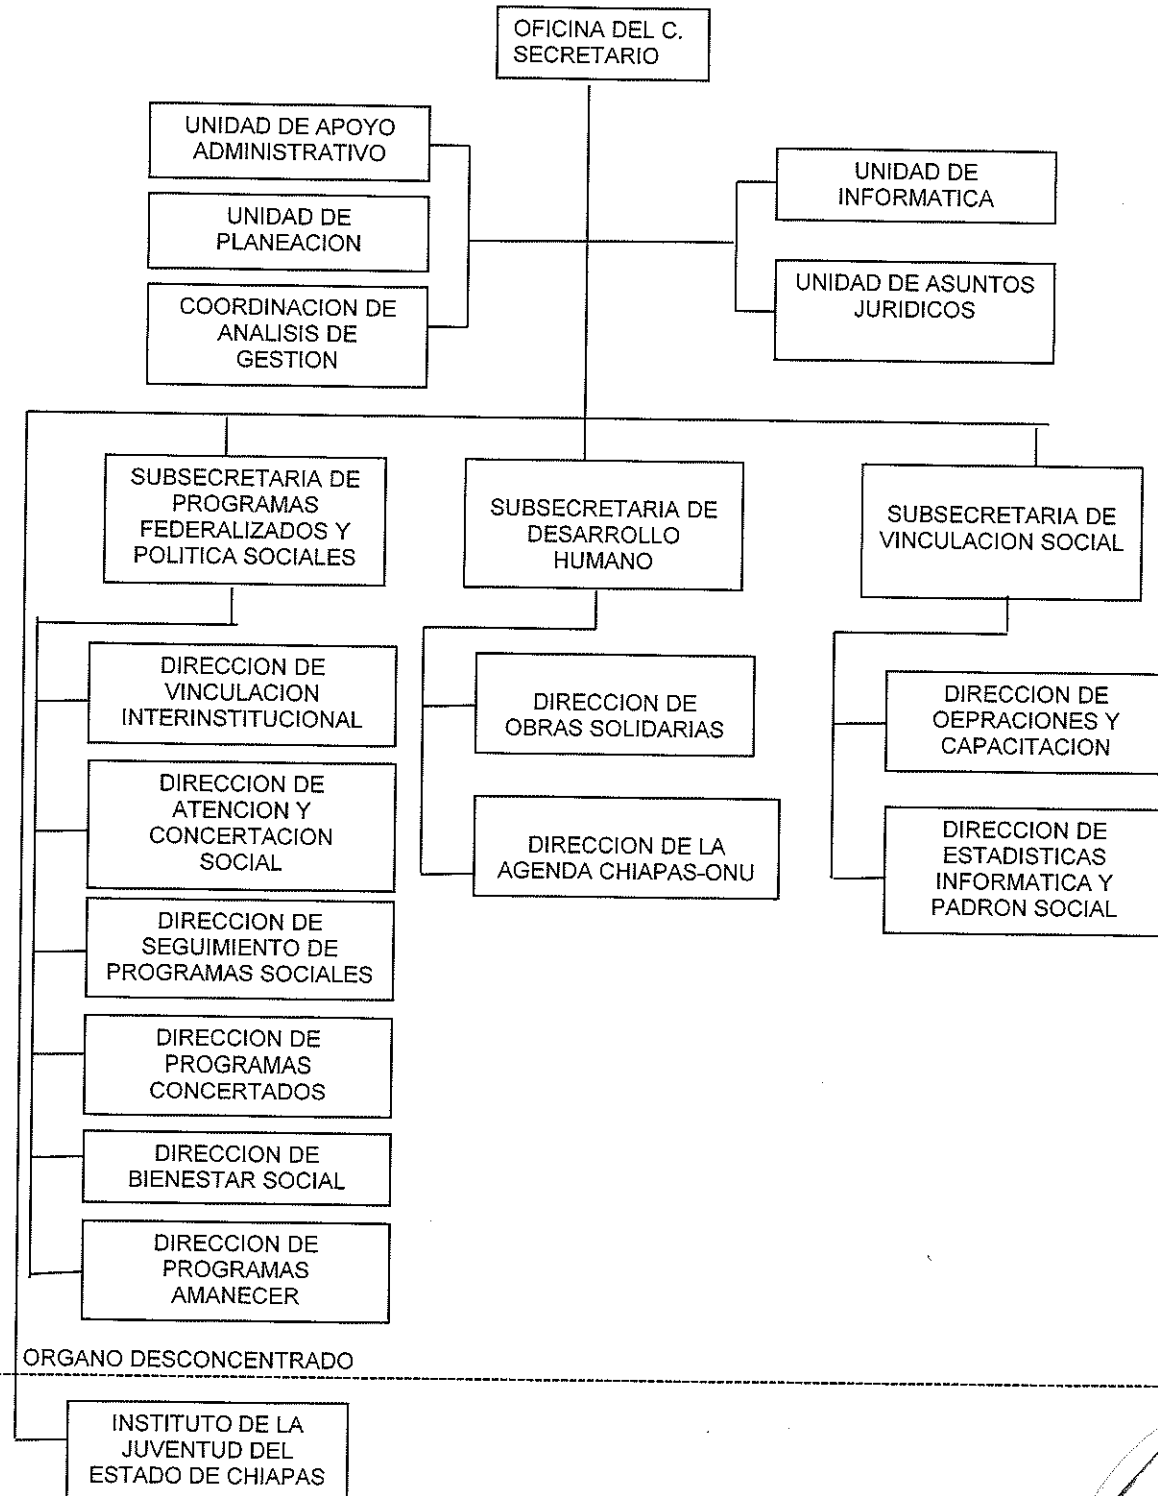 OFICINA DEL C.
SECRETARIO
UNIDAD DE APOYO
ADMINISTRATIVO
UNIDAD DE
PLANEACION
COORDINACION DE
ANALISIS DE
GESTION
UNIDAD DE
INFORMATICA
UNIDAD DE ASUNTOS
JURIDICOS
SUBSECRETARIA DE
PROGRAMAS
FEDERALIZADOS Y
POLITICA SOCIALES
SUBSECRETARIA DE
DESARROLLO
HUMANO
SUBSECRETARIA DE
VINCULACION SOCIAL
DIRECCION DE
VINCULACION
INTERINSTITUCIONAL
DIRECCION DE
ATENCION Y
CONCERTACION
SOCIAL
DIRECCION DE
SEGUIMIENTO DE
PROGRAMAS SOCIALES
DIRECCION DE
PROGRAMAS
CONCERTADOS
DIRECCION DE
BIENESTAR SOCIAL
DIRECCION DE
PROGRAMAS
AMANECER
DIRECCION DE
OBRAS SOLIDARIAS
DIRECCION DE LA
AGENDA CHIAPAS-ONU
DIRECCION DE
OEPRACIONES Y
CAPACITACION
DIRECCION DE
ESTADISTICAS
INFORMATICA Y
PADRON SOCIAL
ORGANO DESCONCENTRADO
INSTITUTO DE LA
JUVENTUD DEL
ESTADO DE CHIAPAS